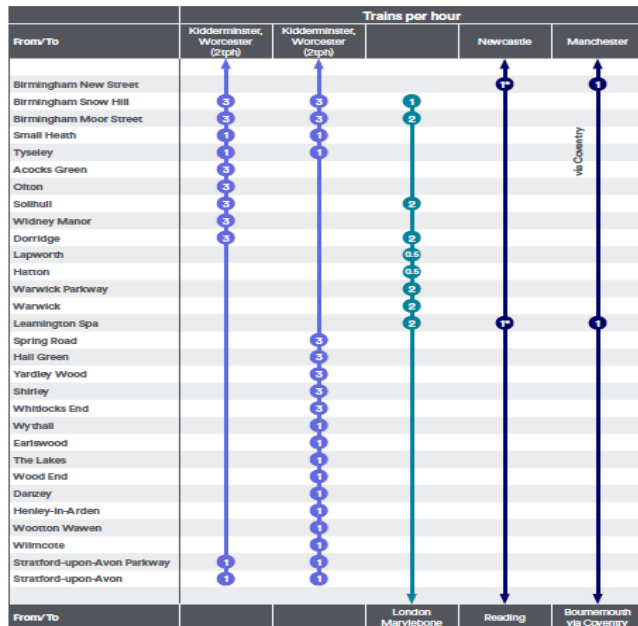 Trains per hour
From/To Kidderminster, Worcester (2tph) Kidderminster, Worcester (2tph) Newcastle Manchester
Birmingham New Street 1* 1
Birmingham Snow Hill 3 3 1
Birmingham Moor Street 3 3 2
Small Heath 1 1
Tyseley 1 1
via Coventry
Acocks Green 3
Olton 3
Solihull 3 2
Widney Manor 3
Dorridge 3 2
Lapworth 0.5
Hatton 0.5
Warwick Parkway 2
Warwick 2
Leamington Spa 2 1* 1
Spring Road 3
Hall Green 3
Yardley Wood 3
Shirley 3
Whitlocks End 3
Wythall 1
Earlswood 1
The Lakes 1
Wood End 1
Danzey 1
Henley-in-Arden 1
Wootton Wawen 1
Wilmcote 1
Stratford-upon-Avon Parkway 1 1
Stratford-upon-Avon 1 1
From/To London Marylebone Reading Bournemouth via Coventry